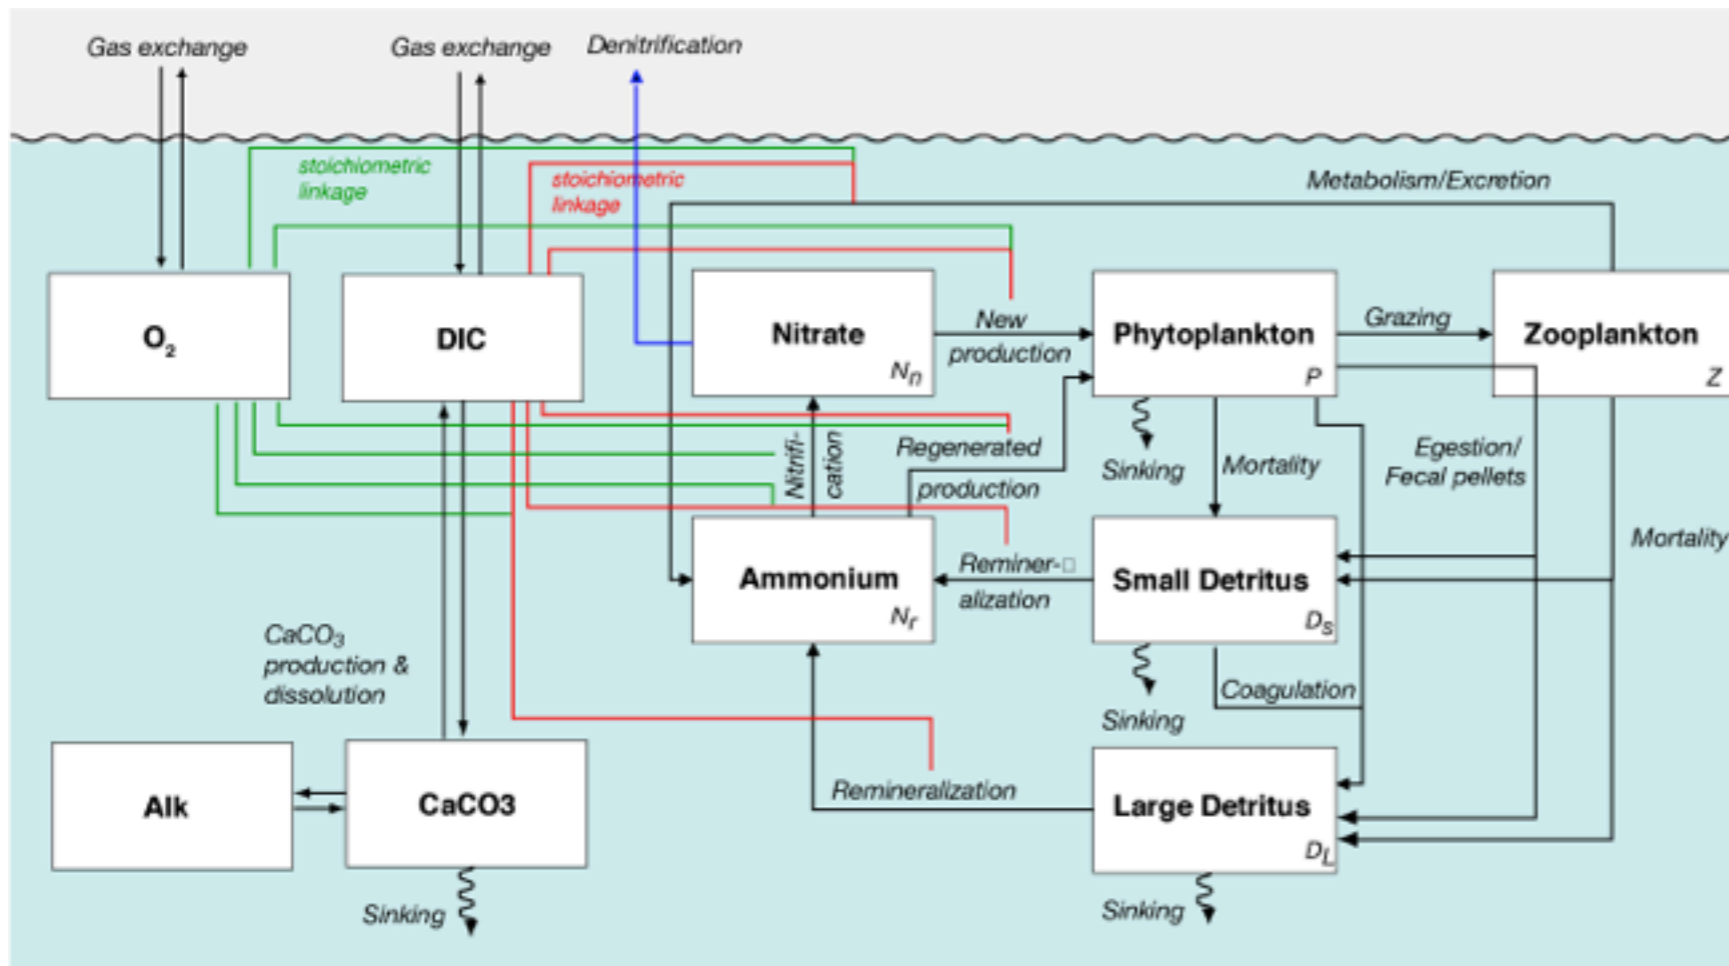 Gas exchange
Gas exchange
Denitrification
stoichiometric
linkage
stoichiometric
linkage
Metabolism/Excretion
O2
DIC
Nitrate
Nn
New
production
Phytoplankton
P
Grazing
Zooplankton
Z
Nitrifi-
cation
Regenerated
production
Sinking
Mortality
Egestion/
Fecal pellets
Mortality
Ammonium
Nr
Reminer-□
alization
Small Detritus
Ds
CaCO3
production &
dissolution
Sinking
Coagulation
Alk
CaCO3
Remineralization
Large Detritus
DL
Sinking
Sinking